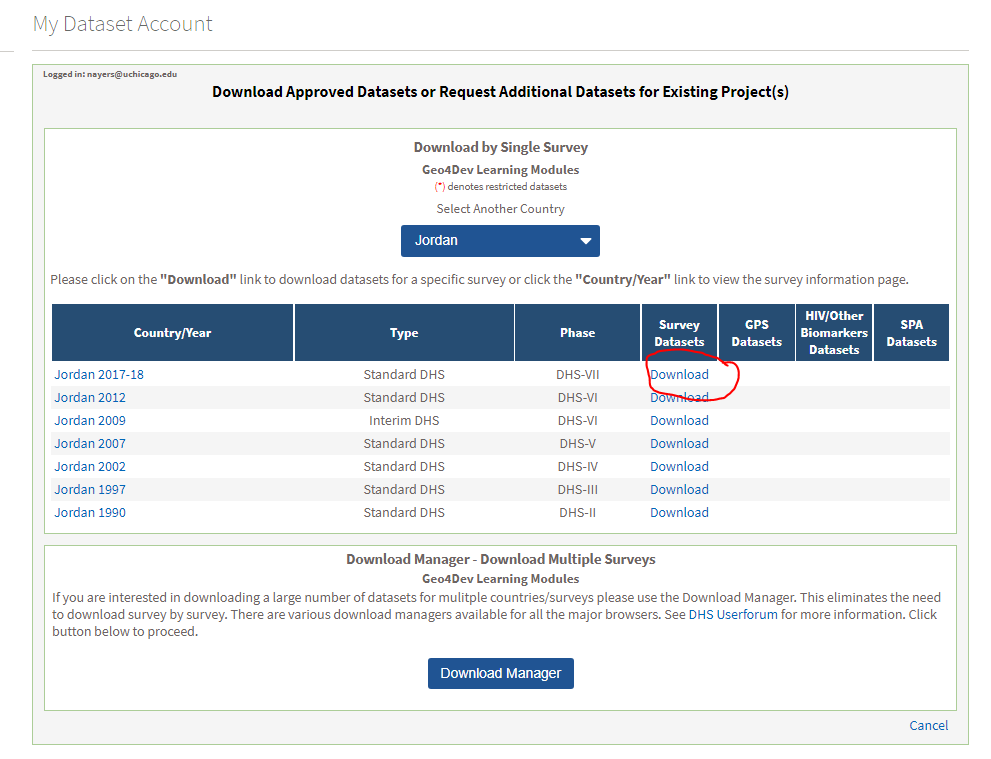 My Dataset Account
Logged in: nayers@uchicago.edu
Download Approved Datasets or Request Additional Datasets for Existing Project(s)
Download by Single Survey
Geo4Dev Learning Modules
(*) denotes restricted datasets
Select Another Country
Jordan
Please click on the "Download" link to download datasets for a specific survey or click the "Country/Year" link to view the survey information page.
Country/Year Type Phase Survey Datasets GPS Datasets HIV/Other Biomarkers Datasets SPA Datasets
Jordan 2017-18 Standard DHS DHS-VII Download
Jordan 2012 Standard DHS DHS-VI Download
Jordan 2009 Interim DHS DHS-VI Download
Jordan 2007 Standard DHS DHS-V Download
Jordan 2002 Standard DHS DHS-IV Download
Jordan 1997 Standard DHS DHS-III Download
Jordan 1990 Standard DHS DHS-II Download
Download Manager - Download Multiple Surveys
Geo4Dev Learning Modules
If you are interested in downloading a large number of datasets for mulitple countries/surveys please use the Download Manager. This eliminates the need
to download survey by survey. There are various download managers available for all the major browsers. See DHS Userforum for more information. Click
button below to proceed.
Download Manager
Cancel